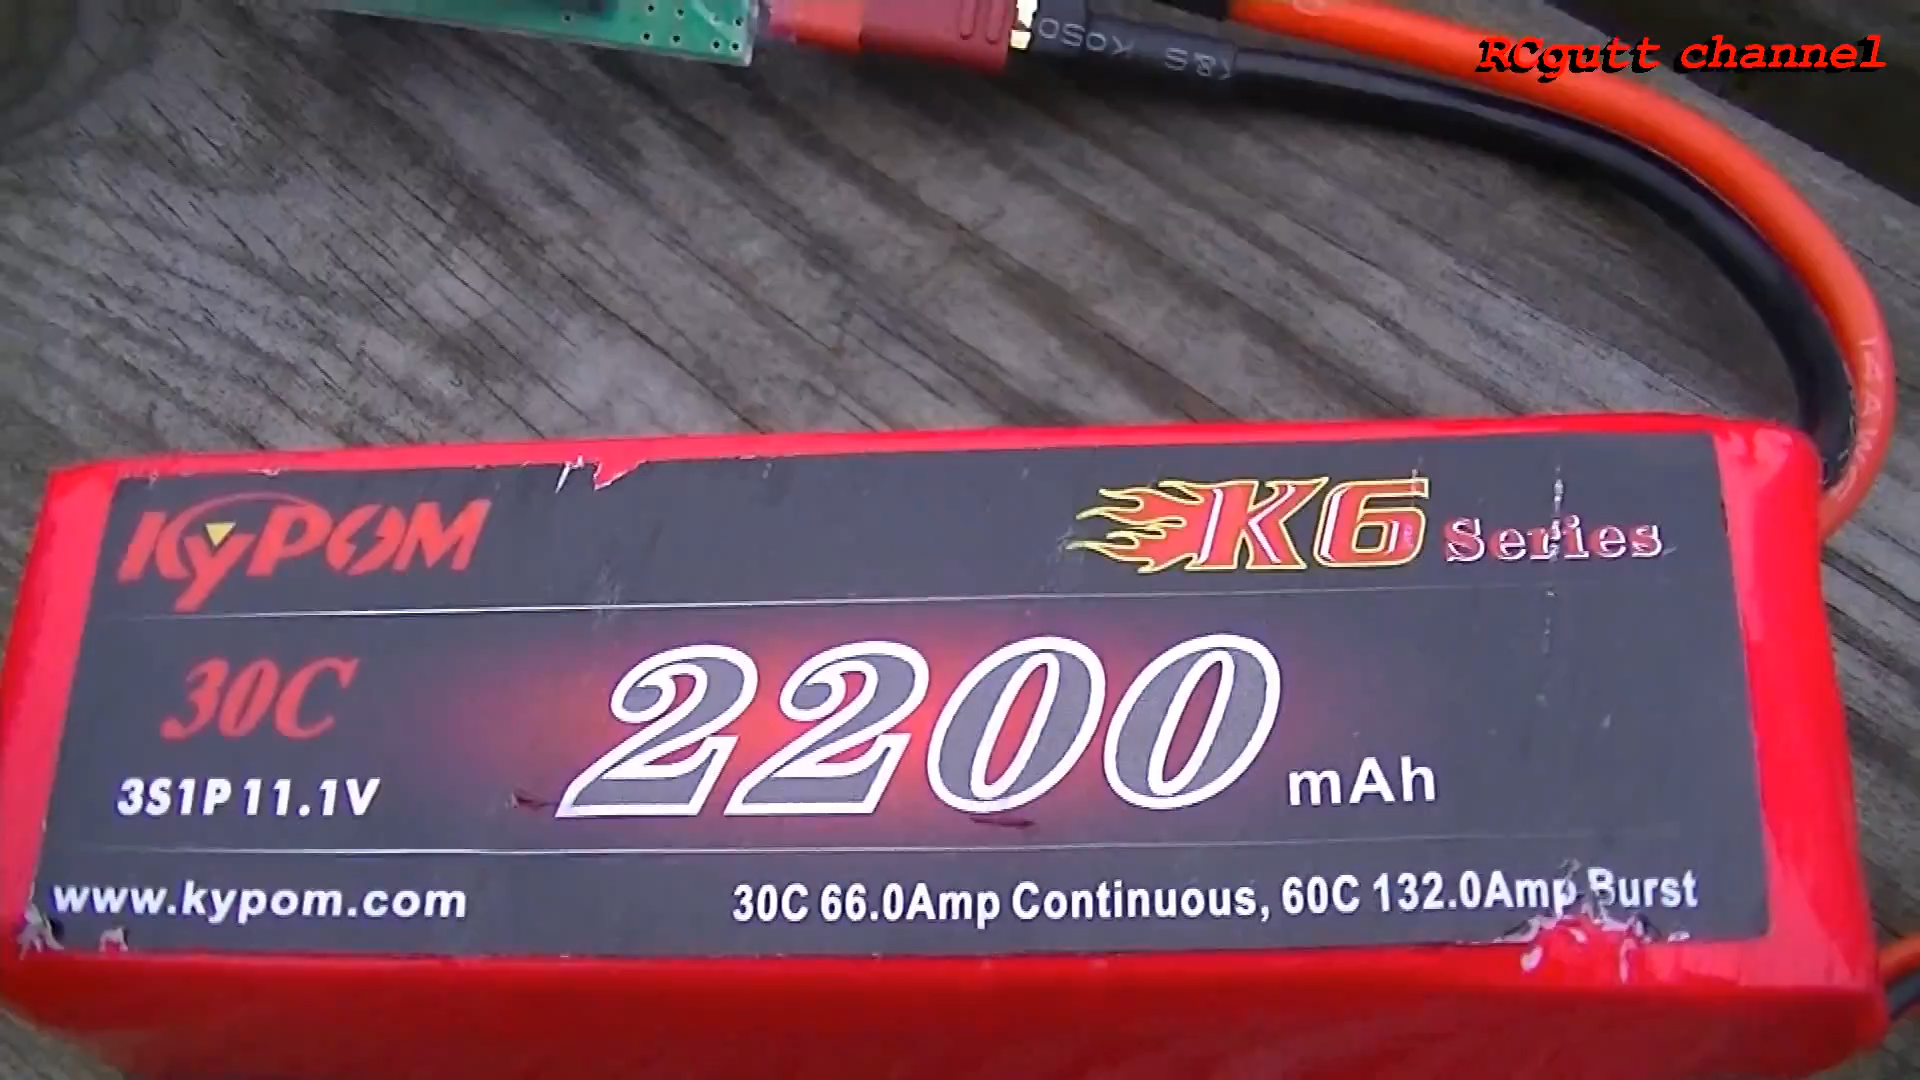 RCgutt channel
KyPOM
K6 Series
30C
2200 mAh
3S1P 11.1V
www.kypom.com
30C 66.0Amp Continuous, 60C 132.0Amp Burst